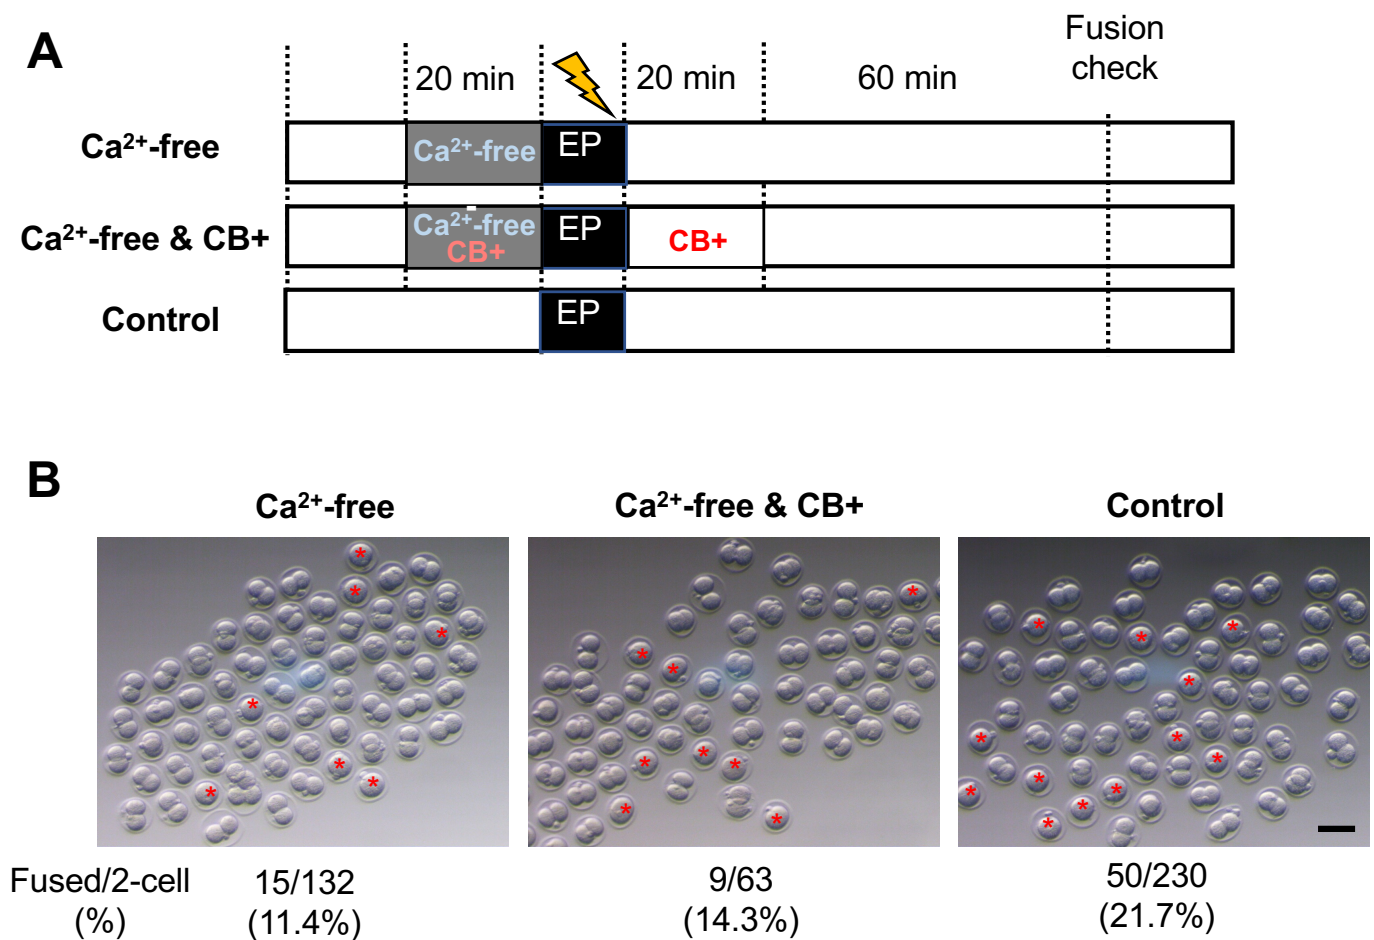 A
20 min
20 min
60 min
Fusion
check
Ca²⁺-free
Ca²⁺-free
EP
Ca²⁺-free & CB+
Ca²⁺-free
CB+
EP
CB+
Control
EP
B
Ca²⁺-free
Ca²⁺-free & CB+
Control
* * * * * * *
* * * * * * * *
* * * * * * * * * * * *
Fused/2-cell
(%)
15/132
(11.4%)
9/63
(14.3%)
50/230
(21.7%)